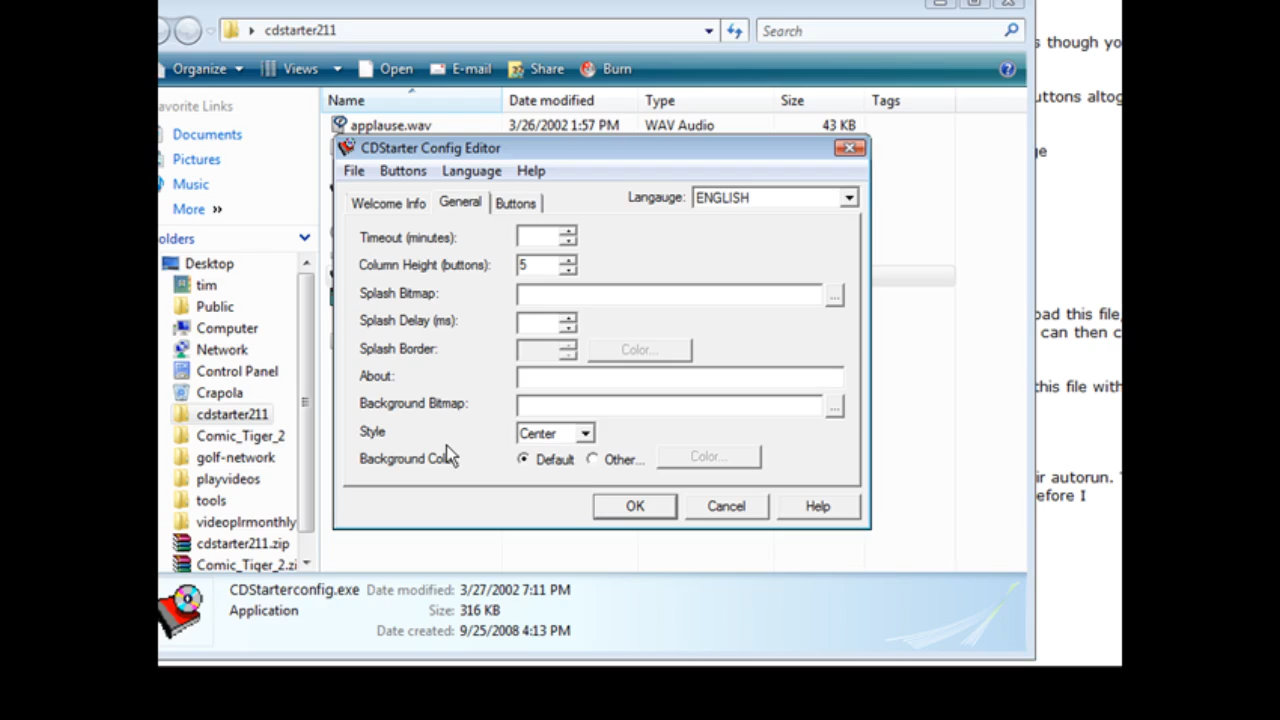 cdstarter211
Search
Organize Views Open E-mail Share Burn
Name Date modified Type Size Tags
applause.wav 3/26/2002 1:57 PM WAV Audio 43 KB
avorite Links
Documents
Pictures
Music
More »
olders
Desktop
tim
Public
Computer
Network
Control Panel
Crapola
cdstarter211
Comic_Tiger_2
golf-network
playvideos
tools
videoplrmonthly
cdstarter211.zip
Comic_Tiger_2.zi
CDStarter Config Editor
File Buttons Language Help
Welcome Info General Buttons
Langauge: ENGLISH
Timeout (minutes):
Column Height (buttons): 5
Splash Bitmap: ...
Splash Delay (ms):
Splash Border: Color...
About:
Background Bitmap: ...
Style Center
Background Col Default Other... Color...
OK Cancel Help
CDStarterconfig.exe Date modified: 3/27/2002 7:11 PM
Application Size: 316 KB
Date created: 9/25/2008 4:13 PM
s though yo
uttons altog
ge
oad this file,
can then c
this file with
ir autorun.
efore I